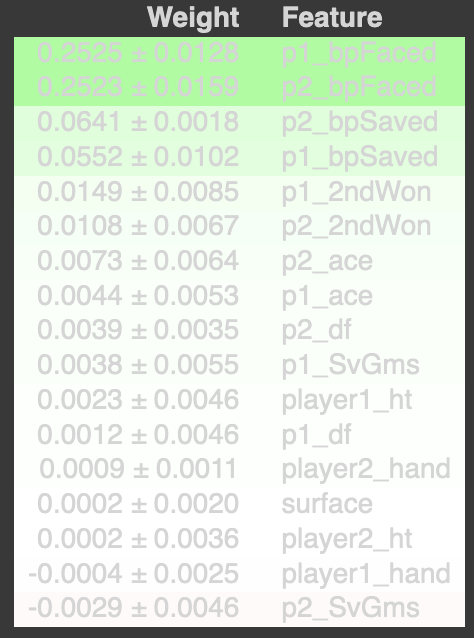 Weight Feature
0.2525 ± 0.0128 p1_bpFaced
0.2523 ± 0.0159 p2_bpFaced
0.0641 ± 0.0018 p2_bpSaved
0.0552 ± 0.0102 p1_bpSaved
0.0149 ± 0.0085 p1_2ndWon
0.0108 ± 0.0067 p2_2ndWon
0.0073 ± 0.0064 p2_ace
0.0044 ± 0.0053 p1_ace
0.0039 ± 0.0035 p2_df
0.0038 ± 0.0055 p1_SvGms
0.0023 ± 0.0046 player1_ht
0.0012 ± 0.0046 p1_df
0.0009 ± 0.0011 player2_hand
0.0002 ± 0.0020 surface
0.0002 ± 0.0036 player2_ht
-0.0004 ± 0.0025 player1_hand
-0.0029 ± 0.0046 p2_SvGms